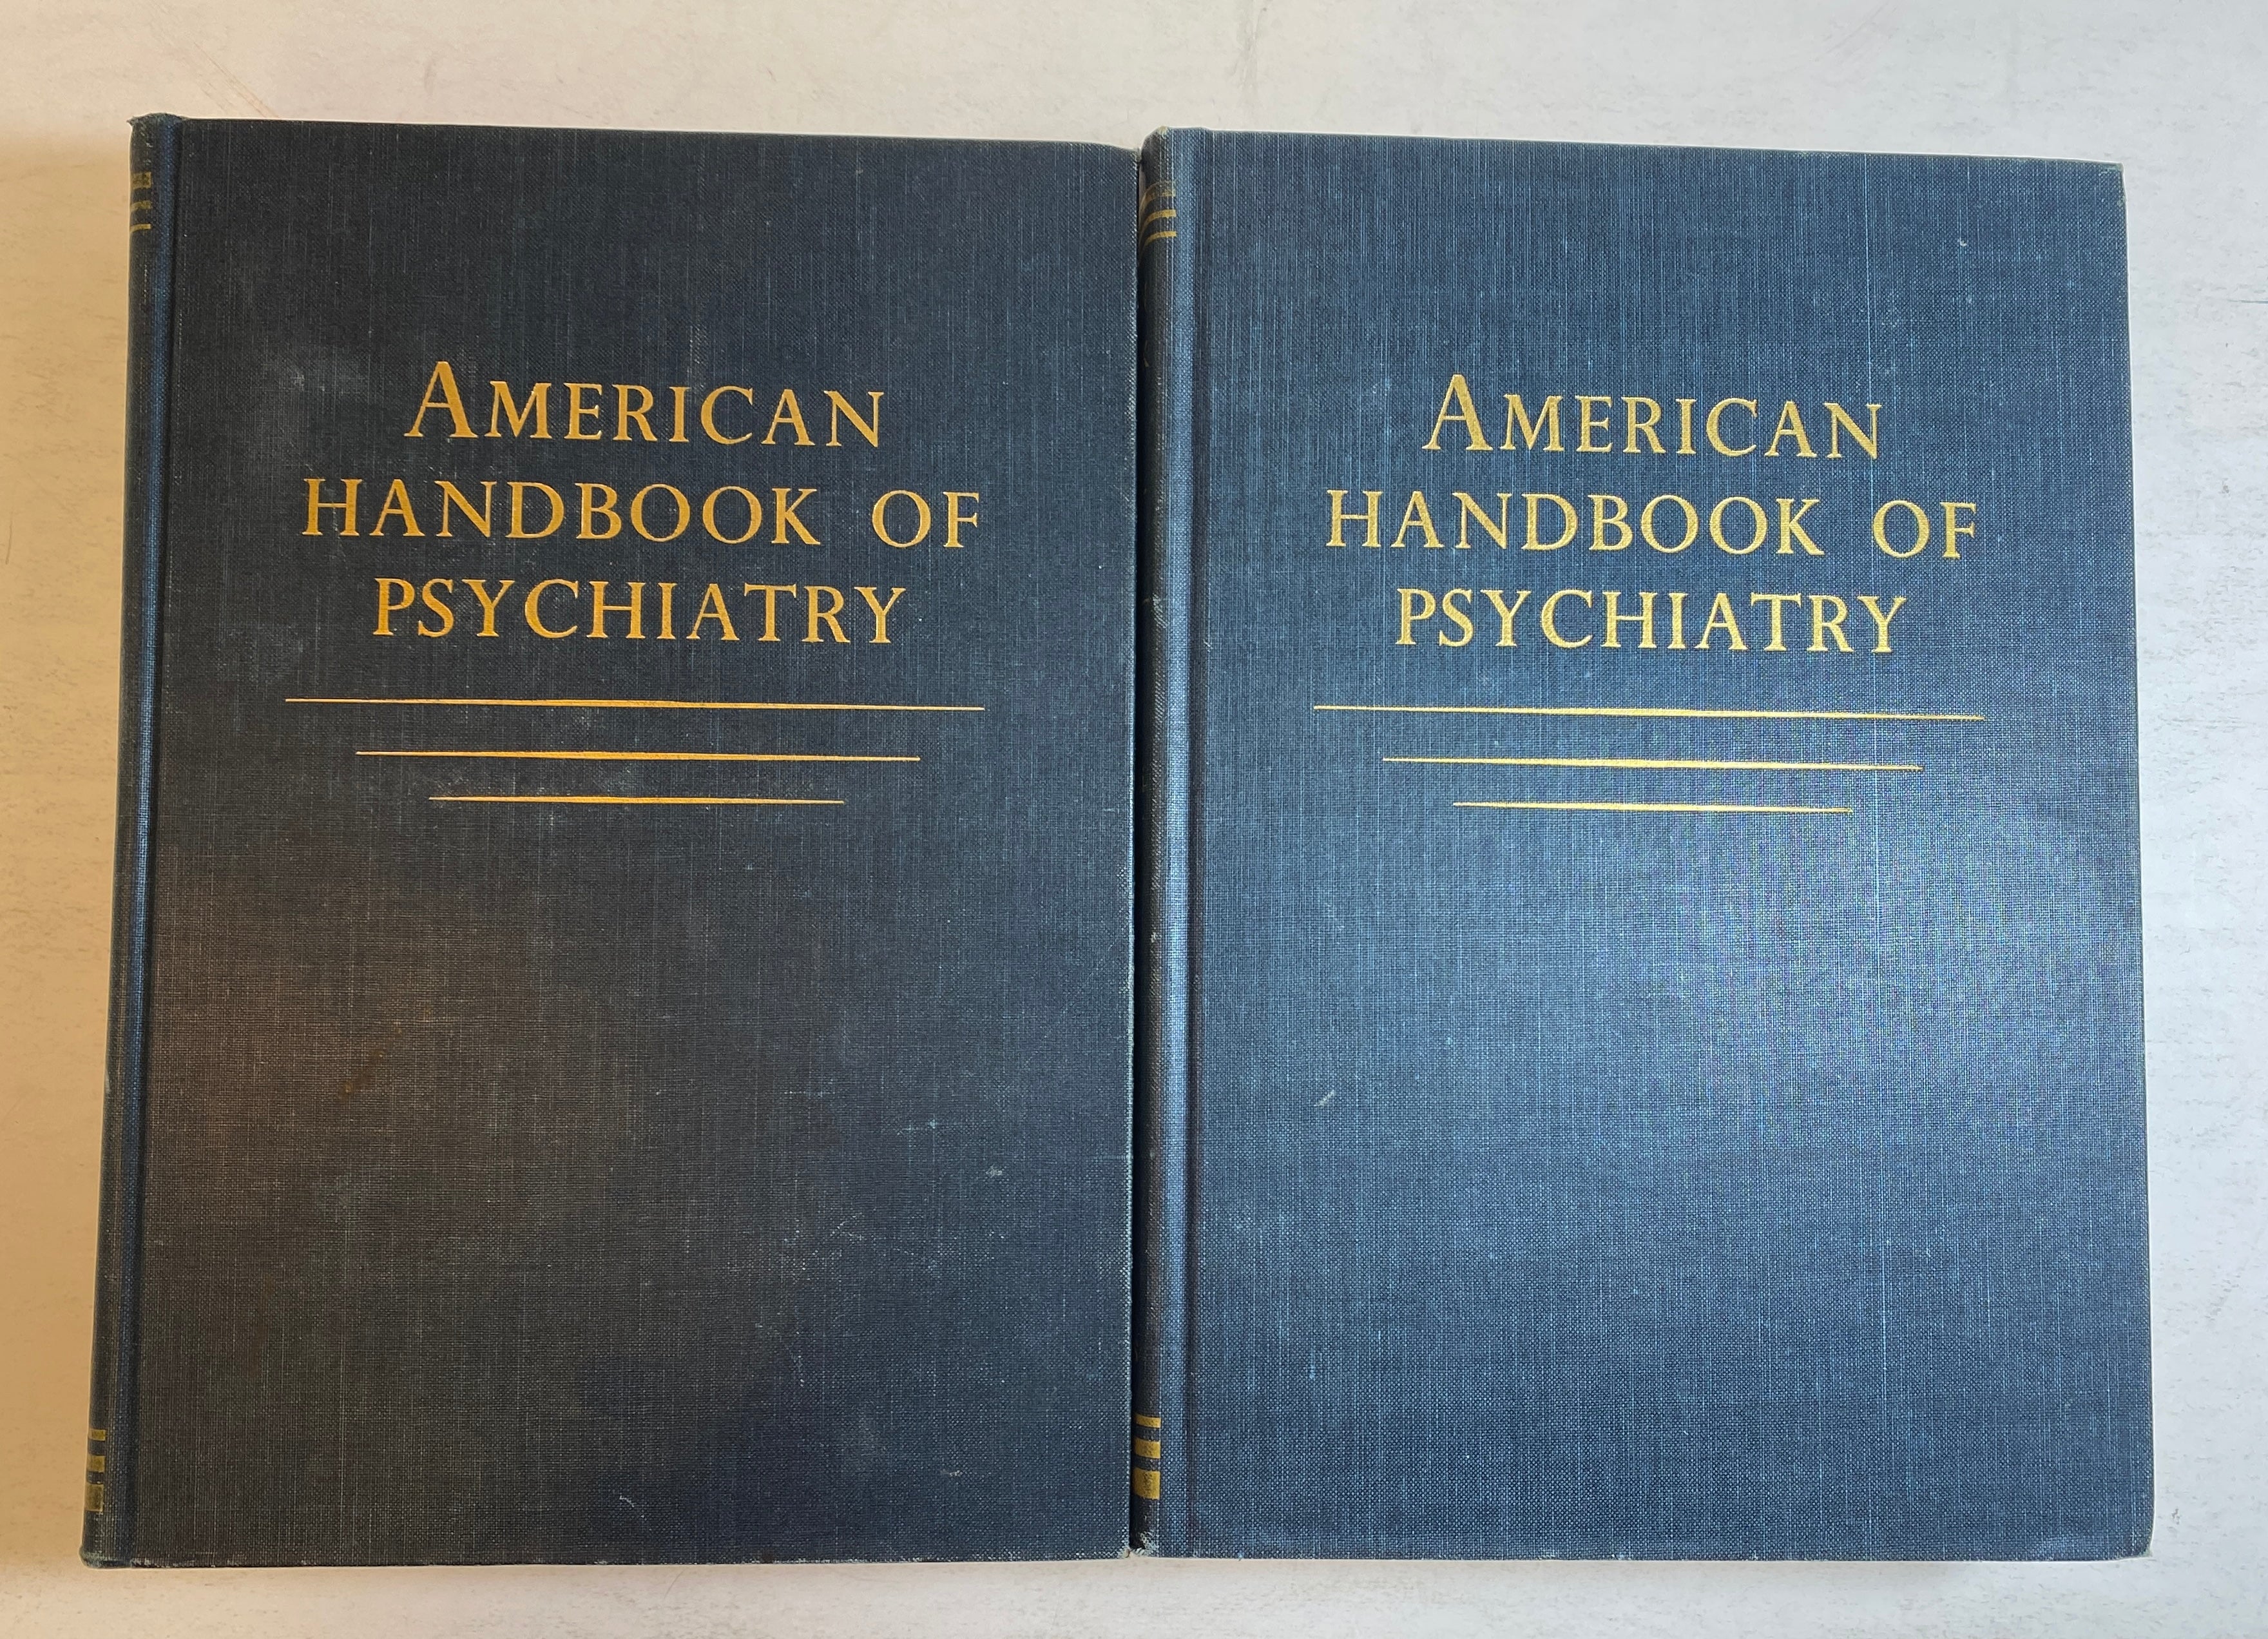 AMERICAN
HANDBOOK OF
PSYCHIATRY
AMERICAN
HANDBOOK OF
PSYCHIATRY